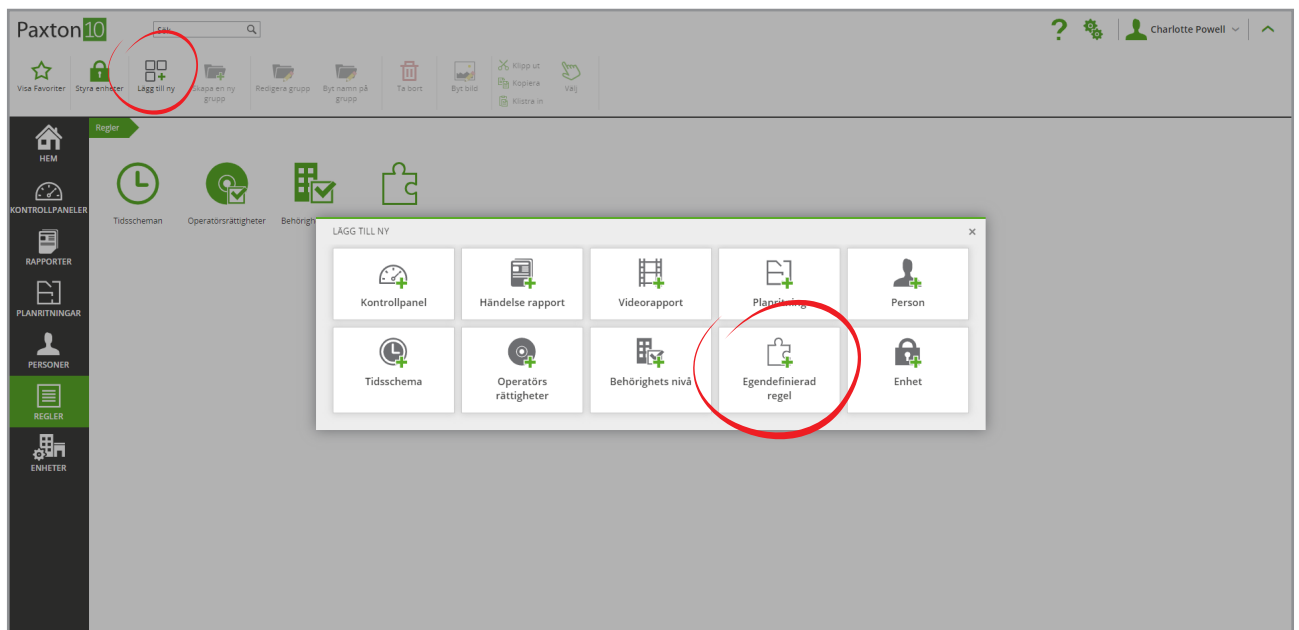 Paxton10
Sök
Charlotte Powell
Visa Favoriter
Styra enheter
Lägg till ny
Skapa en ny
grupp
Redigera grupp
Byt namn på
grupp
Ta bort
Byt bild
Klipp ut
Kopiera
Klistra in
Välj
Regler
HEM
KONTROLLPANELER
RAPPORTER
PLANRITNINGAR
PERSONER
REGLER
ENHETER
Tidsscheman
Operatörsrättigheter
Behörigh
LÄGG TILL NY
Kontrollpanel
Händelse rapport
Videorapport
Planritning
Person
Tidsschema
Operatörs
rättigheter
Behörighets nivå
Egendefinierad
regel
Enhet